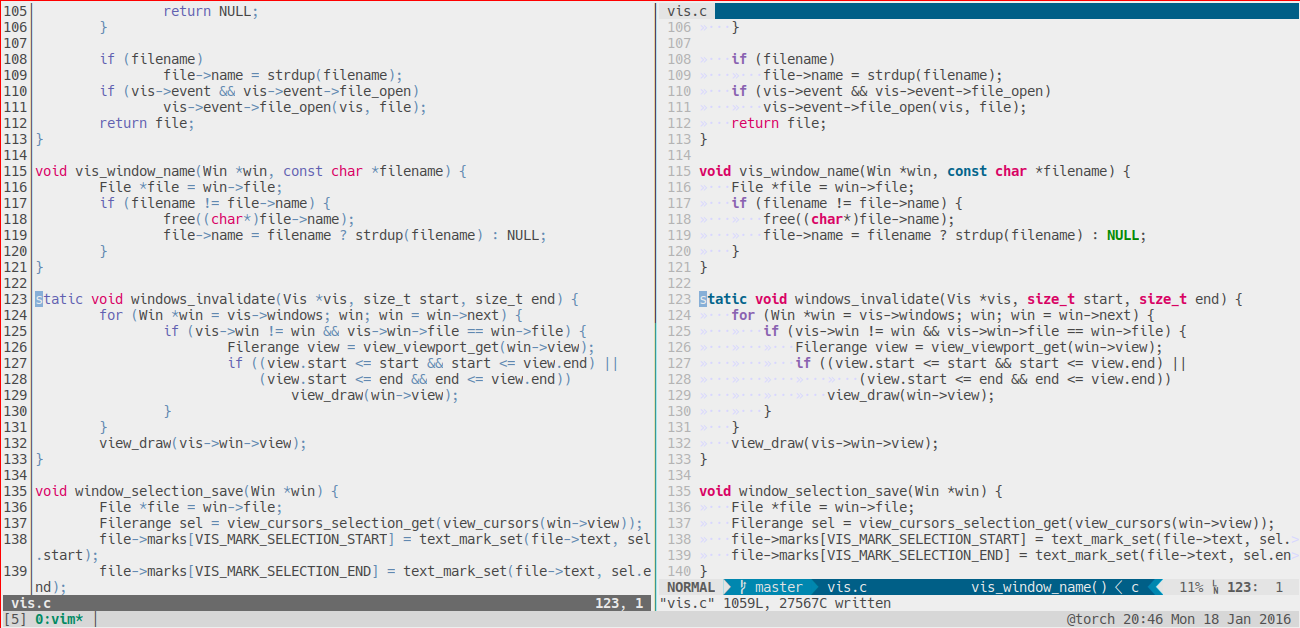 105                 return NULL;
106         }
107
108         if (filename)
109                 file->name = strdup(filename);
110         if (vis->event && vis->event->file_open)
111                 vis->event->file_open(vis, file);
112         return file;
113 }
114
115 void vis_window_name(Win *win, const char *filename) {
116         File *file = win->file;
117         if (filename != file->name) {
118                 free((char*)file->name);
119                 file->name = filename ? strdup(filename) : NULL;
120         }
121 }
122
123 static void windows_invalidate(Vis *vis, size_t start, size_t end) {
124         for (Win *win = vis->windows; win; win = win->next) {
125                 if (vis->win != win && vis->win->file == win->file) {
126                         Filerange view = view_viewport_get(win->view);
127                         if ((view.start <= start && start <= view.end) ||
128                             (view.start <= end && end <= view.end))
129                                 view_draw(win->view);
130                 }
131         }
132         view_draw(vis->win->view);
133 }
134
135 void window_selection_save(Win *win) {
136         File *file = win->file;
137         Filerange sel = view_cursors_selection_get(view_cursors(win->view));
138         file->marks[VIS_MARK_SELECTION_START] = text_mark_set(file->text, sel
.start);
139         file->marks[VIS_MARK_SELECTION_END] = text_mark_set(file->text, sel.e
nd);
vis.c 123, 1
vis.c
106 »···}
107
108 »···if (filename)
109 »···»···file->name = strdup(filename);
110 »···if (vis->event && vis->event->file_open)
111 »···»···vis->event->file_open(vis, file);
112 »···return file;
113 }
114
115 void vis_window_name(Win *win, const char *filename) {
116 »···File *file = win->file;
117 »···if (filename != file->name) {
118 »···»···free((char*)file->name);
119 »···»···file->name = filename ? strdup(filename) : NULL;
120 »···}
121 }
122
123 static void windows_invalidate(Vis *vis, size_t start, size_t end) {
124 »···for (Win *win = vis->windows; win; win = win->next) {
125 »···»···if (vis->win != win && vis->win->file == win->file) {
126 »···»···»···Filerange view = view_viewport_get(win->view);
127 »···»···»···if ((view.start <= start && start <= view.end) ||
128 »···»···»···»···»···(view.start <= end && end <= view.end))
129 »···»···»···»···view_draw(win->view);
130 »···»···}
131 »···}
132 »···view_draw(vis->win->view);
133 }
134
135 void window_selection_save(Win *win) {
136 »···File *file = win->file;
137 »···Filerange sel = view_cursors_selection_get(view_cursors(win->view));
138 »···file->marks[VIS_MARK_SELECTION_START] = text_mark_set(file->text, sel.>
139 »···file->marks[VIS_MARK_SELECTION_END] = text_mark_set(file->text, sel.en>
140 }
NORMAL master vis.c vis_window_name() < c 11% 123: 1
"vis.c" 1059L, 27567C written
[5] 0:vim* @torch 20:46 Mon 18 Jan 2016